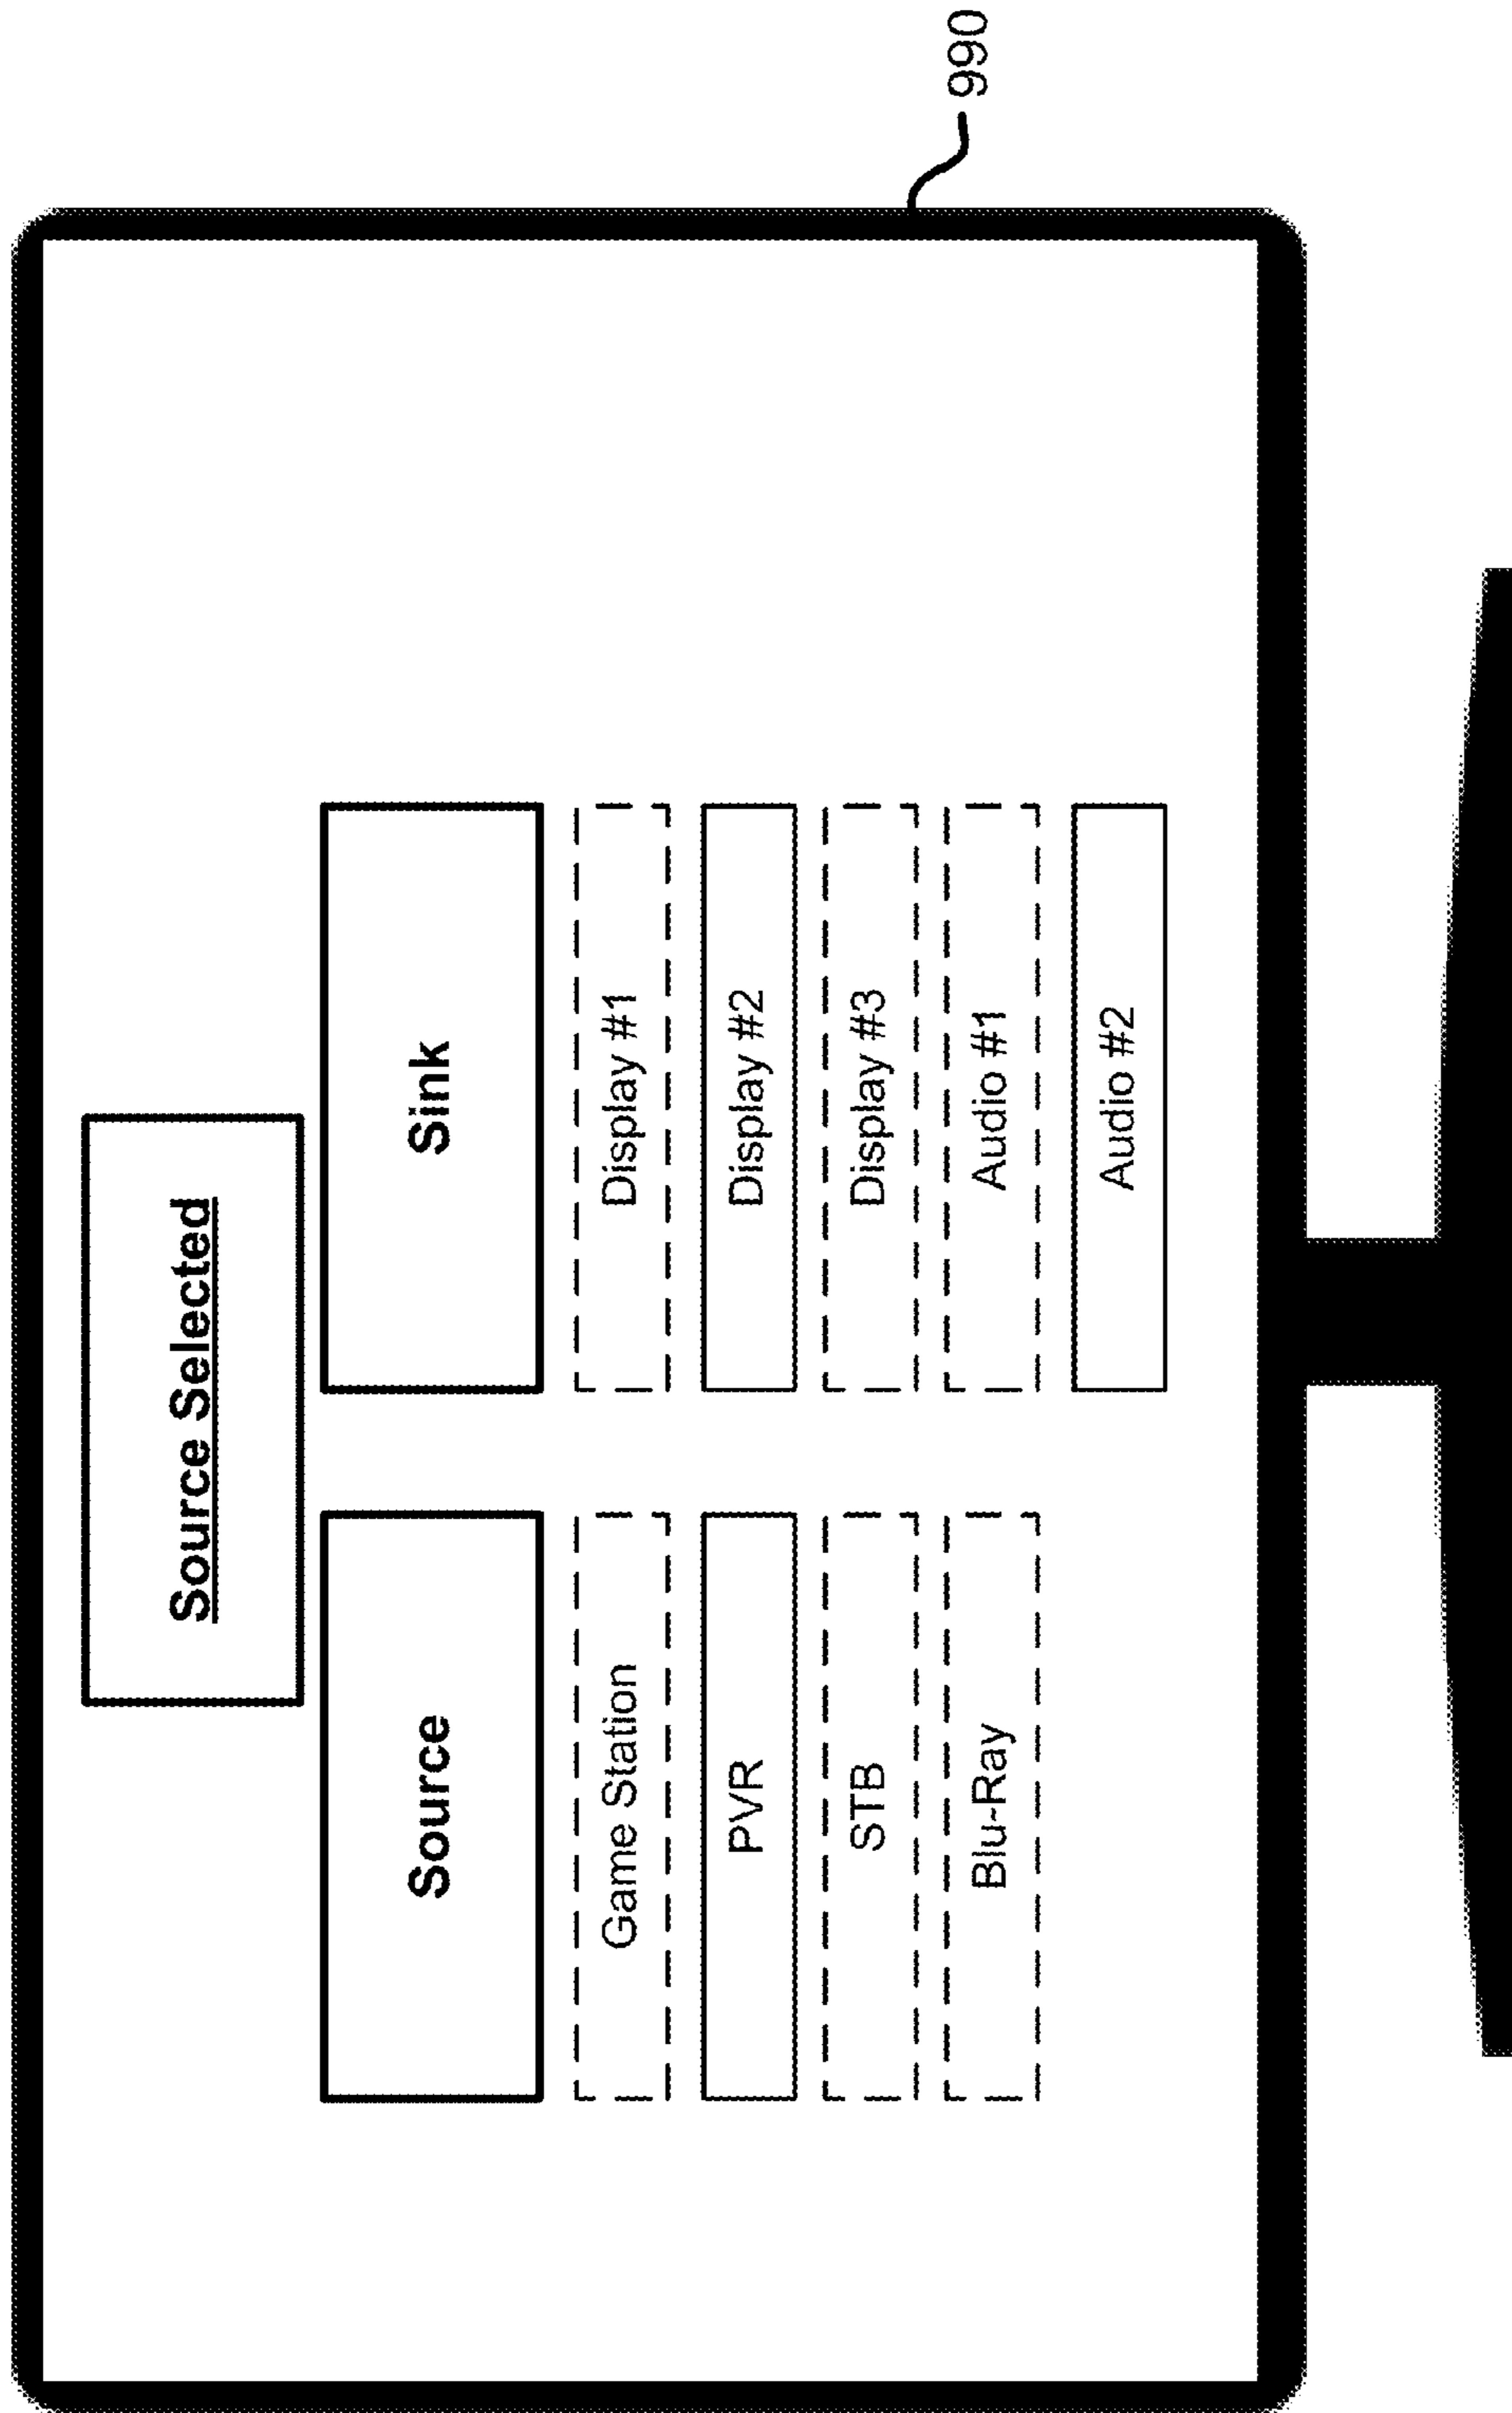 Source Selected
Source
Game Station
PVR
STB
Blu-Ray
Sink
Display #1
Display #2
Display #3
Audio #1
Audio #2
990